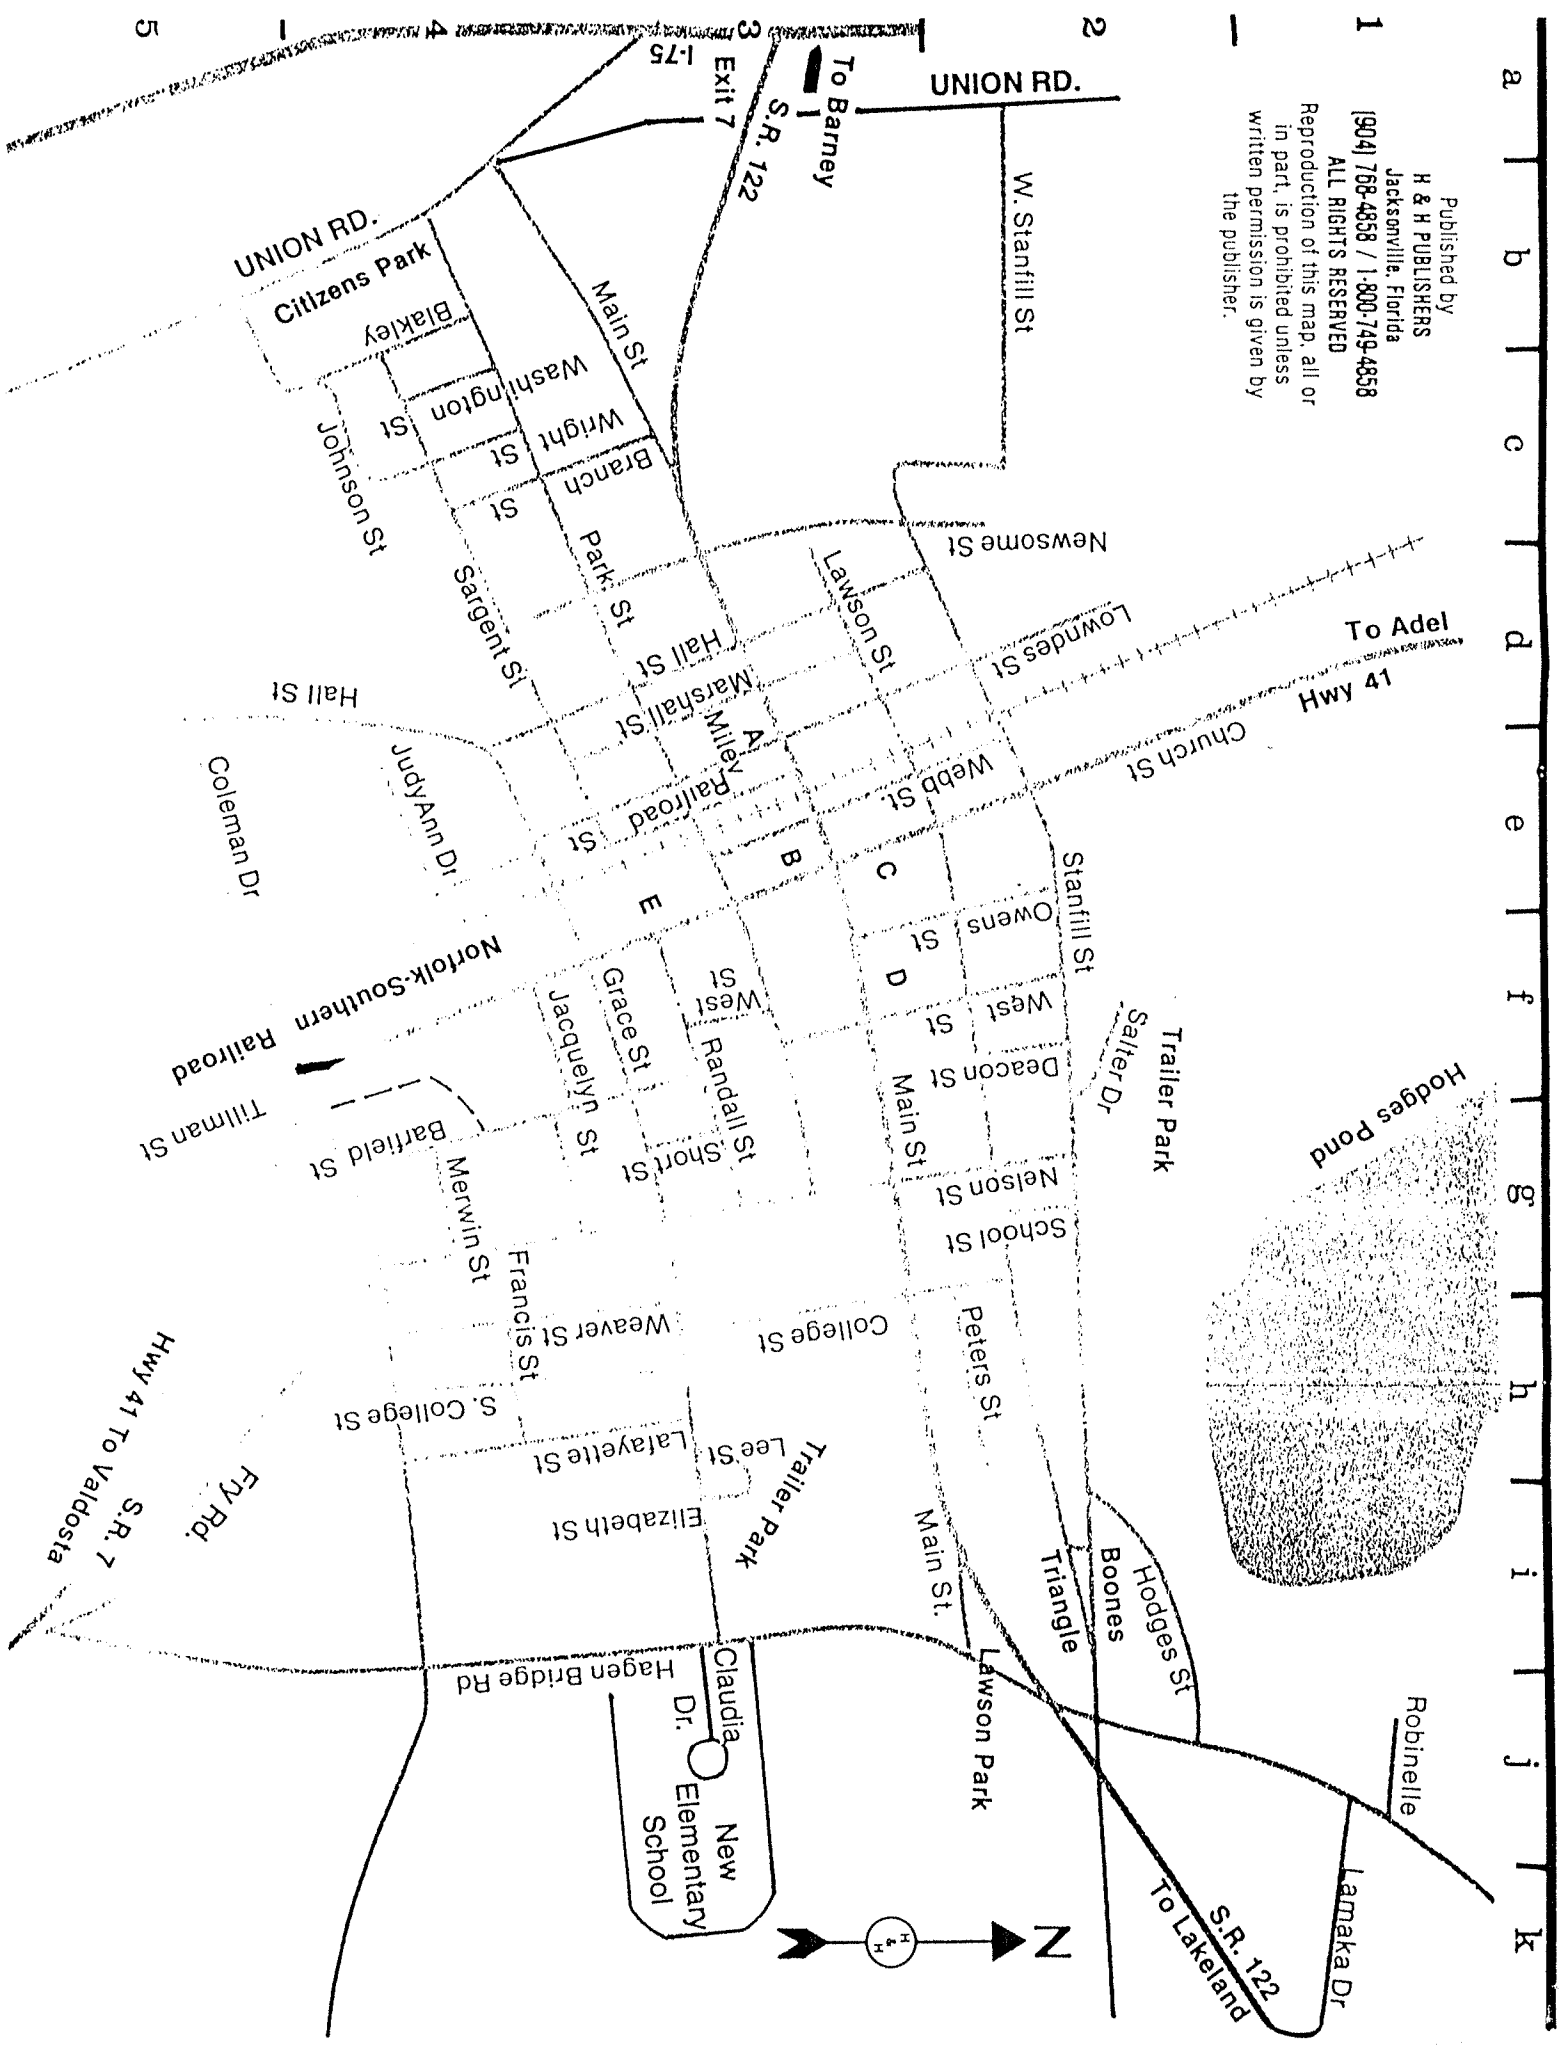 a
b
c
d
e
f
g
h
i
j
k
1
2
3
4
5
Published by
H & H PUBLISHERS
Jacksonville, Florida
(904) 768-4858 / 1-800-749-4858
ALL RIGHTS RESERVED
Reproduction of this map, all or
in part, is prohibited unless
written permission is given by
the publisher.
UNION RD.
To Barney
S.R. 122
Exit 7
I-75
W. Stanfill St
UNION RD.
Citizens Park
Main St
Blakley
St
Washington
St
Wright
St
Branch
Johnson St
Sargent St
Park St
Newsome St
Lawson St
Lowndes St
To Adel
Hwy 41
Church St
Hall St
Marshall St
Miley
A
Railroad
St
Webb St.
B
C
D
E
Hall St
Judy Ann Dr
Coleman Dr
Norfolk-Southern Railroad
Stanfill St
Owens
St
West
St
Deacon St
Salter Dr
Trailer Park
Hodges Pond
West
St
Grace St
Jacquelyn St
Randall St
Short St
Main St
Nelson St
School St
Tillman St
Barfield St
Merwin St
Francis St
Weaver St
College St
Peters St
S. College St
Lafayette St
Lee St
Trailer Park
Elizabeth St
Hwy 41 To Valdosta
S.R. 7
Fry Rd.
Main St.
Triangle
Boones
Hodges St
Hagen Bridge Rd
Claudia
Dr.
New
Elementary
School
Lawson Park
Robinelle
Lamaka Dr
S.R. 122
To Lakeland
N
H & H